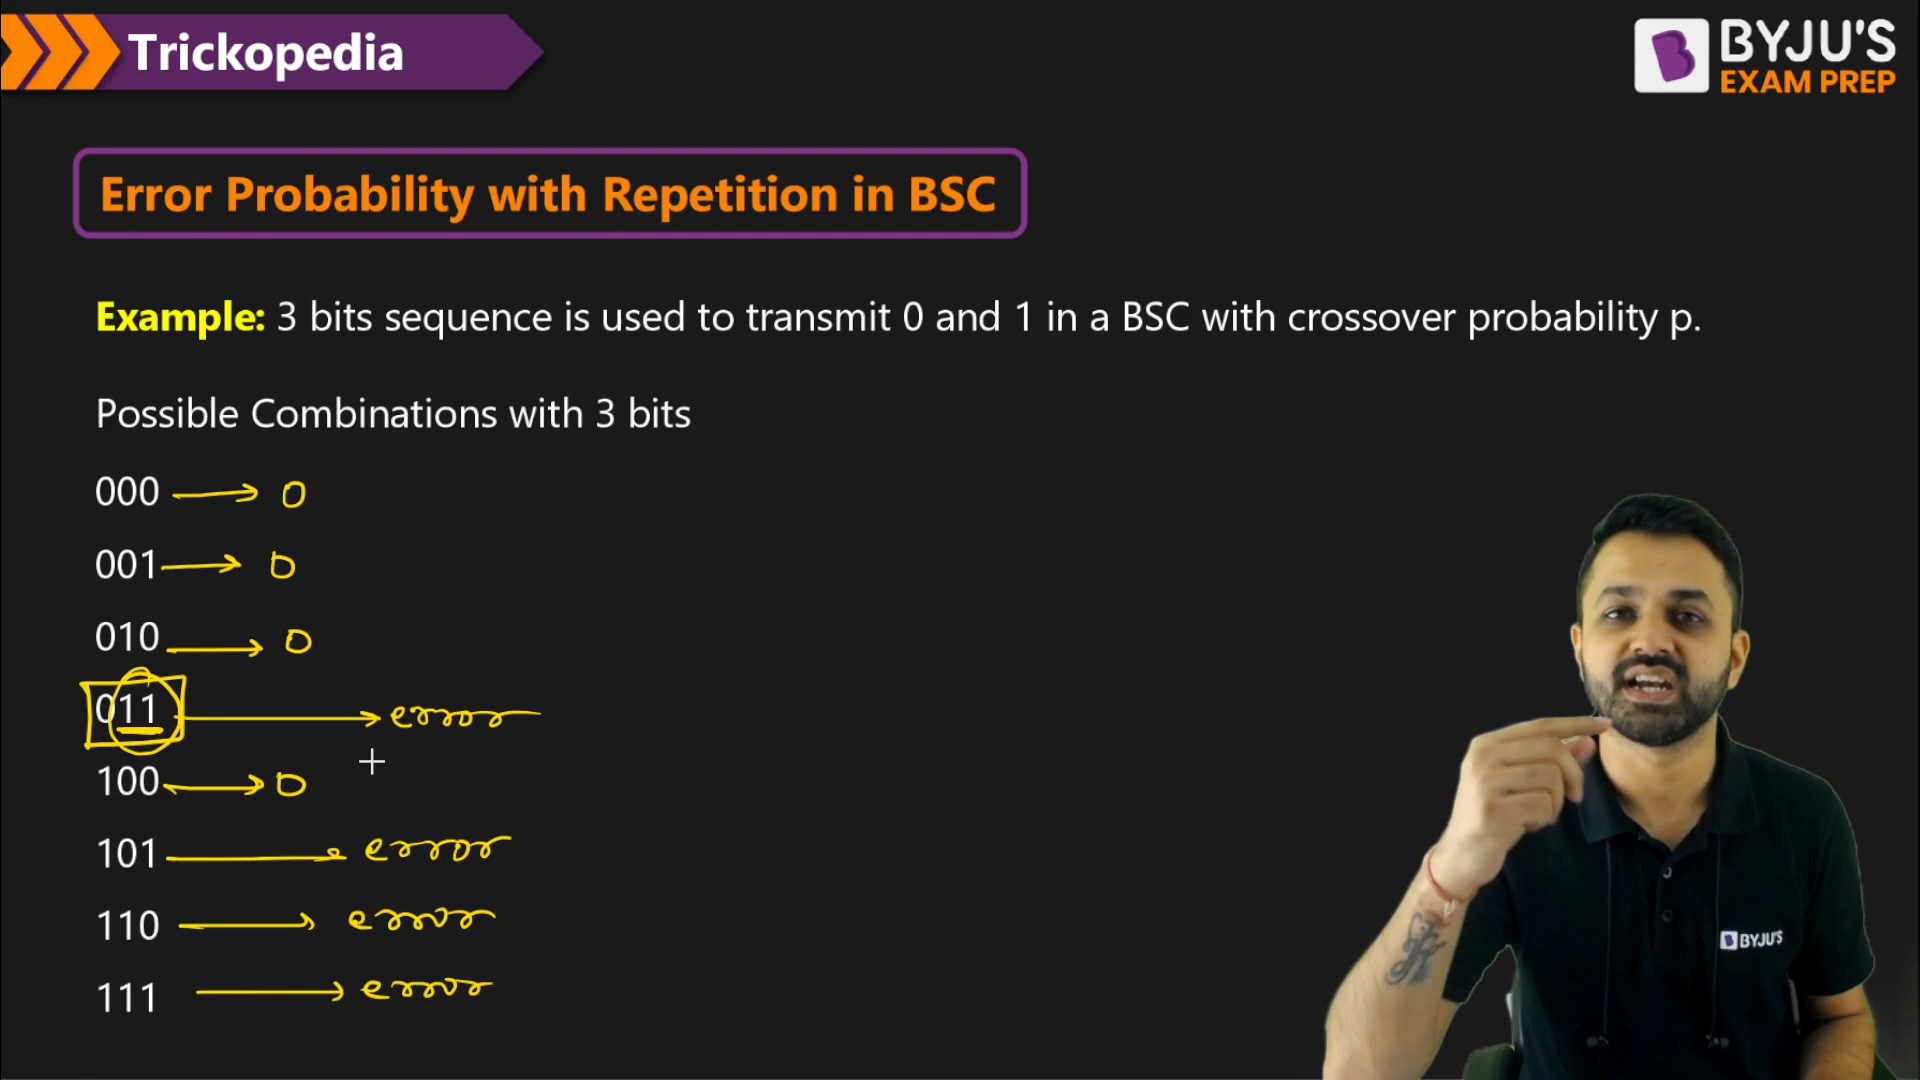 Trickopedia
BYJU'S
EXAM PREP
Error Probability with Repetition in BSC
Example: 3 bits sequence is used to transmit 0 and 1 in a BSC with crossover probability p.
Possible Combinations with 3 bits
000 → 0
001 → 0
010 → 0
011 → error
100 → 0
101 → error
110 → error
111 → error
BYJU'S